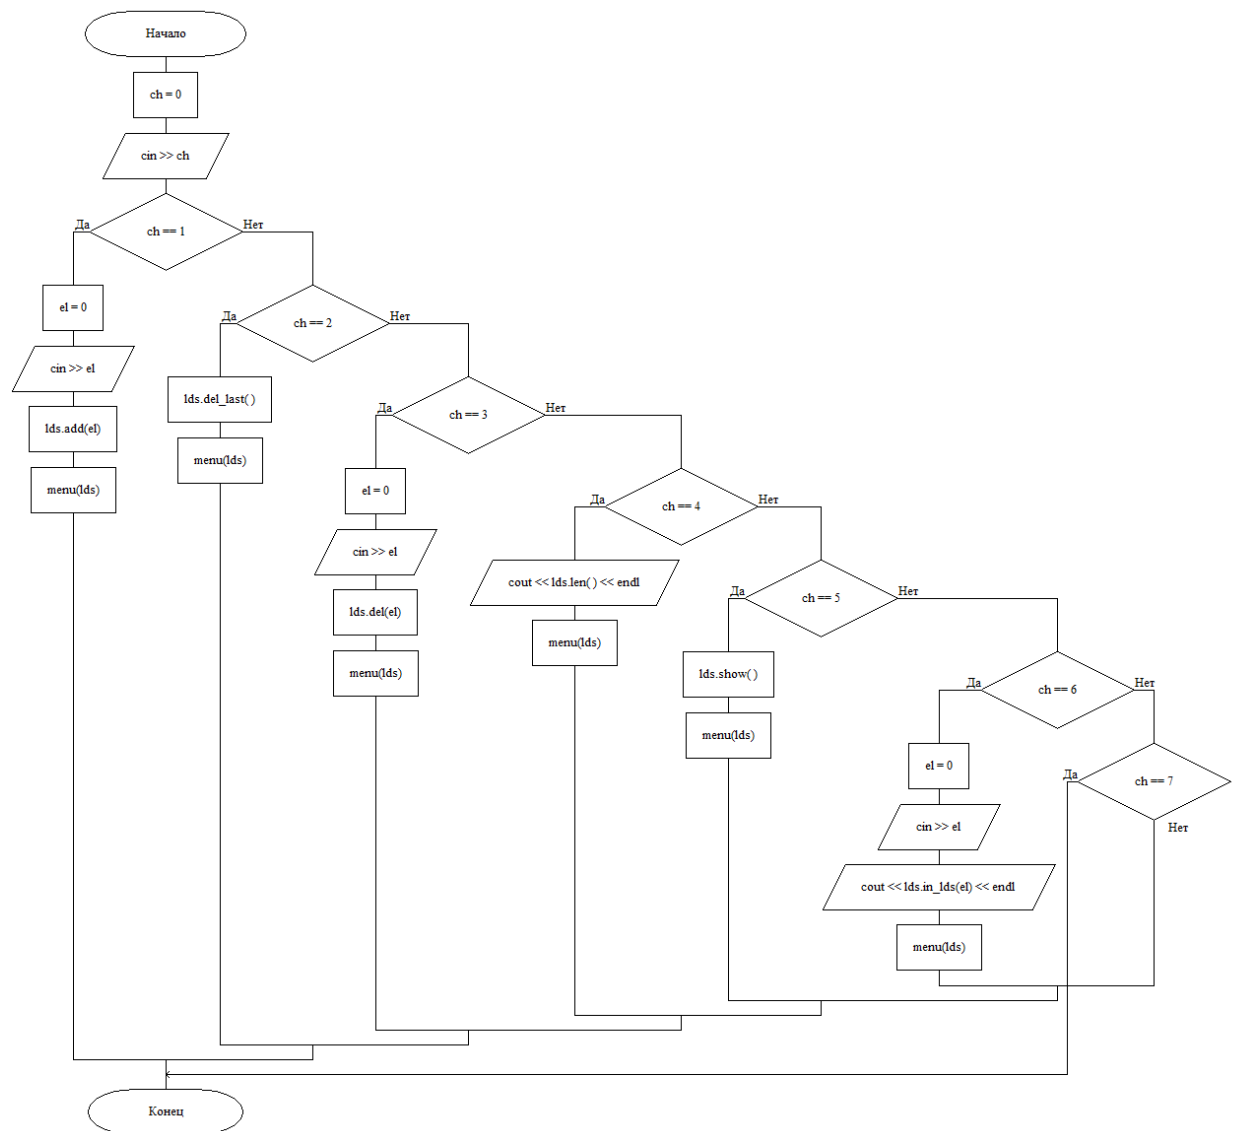 Начало
ch = 0
cin >> ch
Да
ch == 1
Нет
el = 0
cin >> el
lds.add(el)
menu(lds)
Да
ch == 2
Нет
lds.del_last( )
menu(lds)
Да
ch == 3
Нет
el = 0
cin >> el
lds.del(el)
menu(lds)
Да
ch == 4
Нет
cout << lds.len( ) << endl
menu(lds)
Да
ch == 5
Нет
lds.show( )
menu(lds)
Да
ch == 6
Нет
el = 0
cin >> el
cout << lds.in_lds(el) << endl
menu(lds)
Да
ch == 7
Нет
Конец